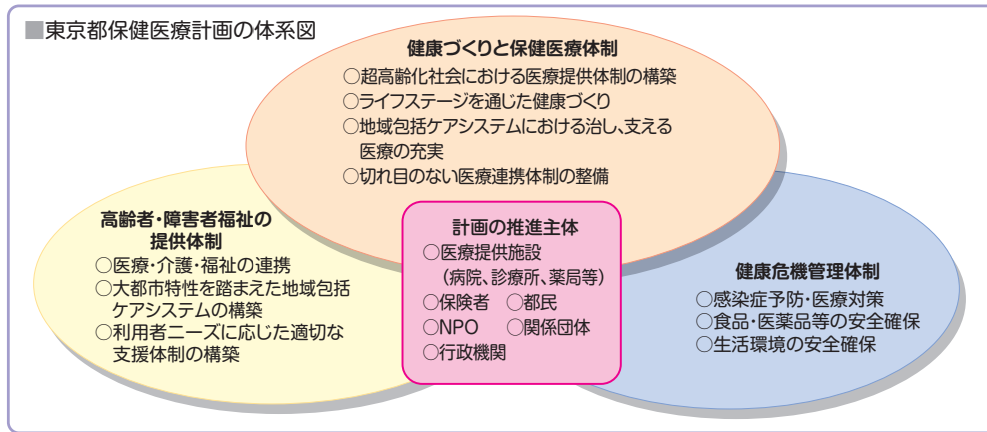 ■東京都保健医療計画の体系図
健康づくりと保健医療体制
○超高齢化社会における医療提供体制の構築
○ライフステージを通じた健康づくり
○地域包括ケアシステムにおける治し、支える
医療の充実
○切れ目のない医療連携体制の整備
高齢者・障害者福祉の
提供体制
○医療・介護・福祉の連携
○大都市特性を踏まえた地域包括
ケアシステムの構築
○利用者ニーズに応じた適切な
支援体制の構築
計画の推進主体
○医療提供施設
（病院、診療所、薬局等）
○保険者 ○都民
○NPO ○関係団体
○行政機関
健康危機管理体制
○感染症予防・医療対策
○食品・医薬品等の安全確保
○生活環境の安全確保